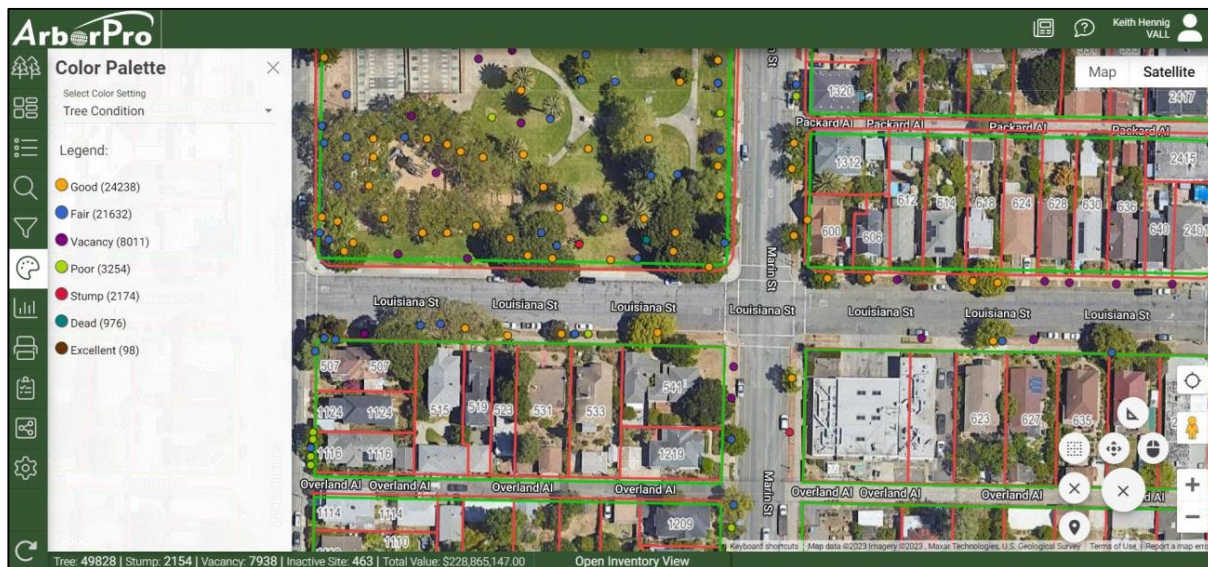 ArborPro
Keith Hennig
VALL
Color Palette
Select Color Setting
Tree Condition
Legend:
Good (24238)
Fair (21632)
Vacancy (8011)
Poor (3254)
Stump (2174)
Dead (976)
Excellent (98)
Map Satellite
1320
2417
Packard Al Packard Al Packard Al Packard Al
Marin St
1312
2415
612 614 618 624 628 630 636
600 606 640 2401
Marin St
Louisiana St Louisiana St Louisiana St Louisiana St Louisiana St
Louisiana St Louisiana St
507 507
541
1124 1124 515 519 523 531 533
623 627 635
1116 1116 1219
Overland Al Overland Al Overland Al Overland Al Overland Al Overland Al Overland Al
Marin St
1114 1114
1209
1110
Keyboard shortcuts Map data ©2023 Imagery ©2023 , Maxar Technologies, U.S. Geological Survey Terms of Use Report a map error
Tree: 49828 | Stump: 2154 | Vacancy: 7938 | Inactive Site: 463 | Total Value: $228,865,147.00 Open Inventory View